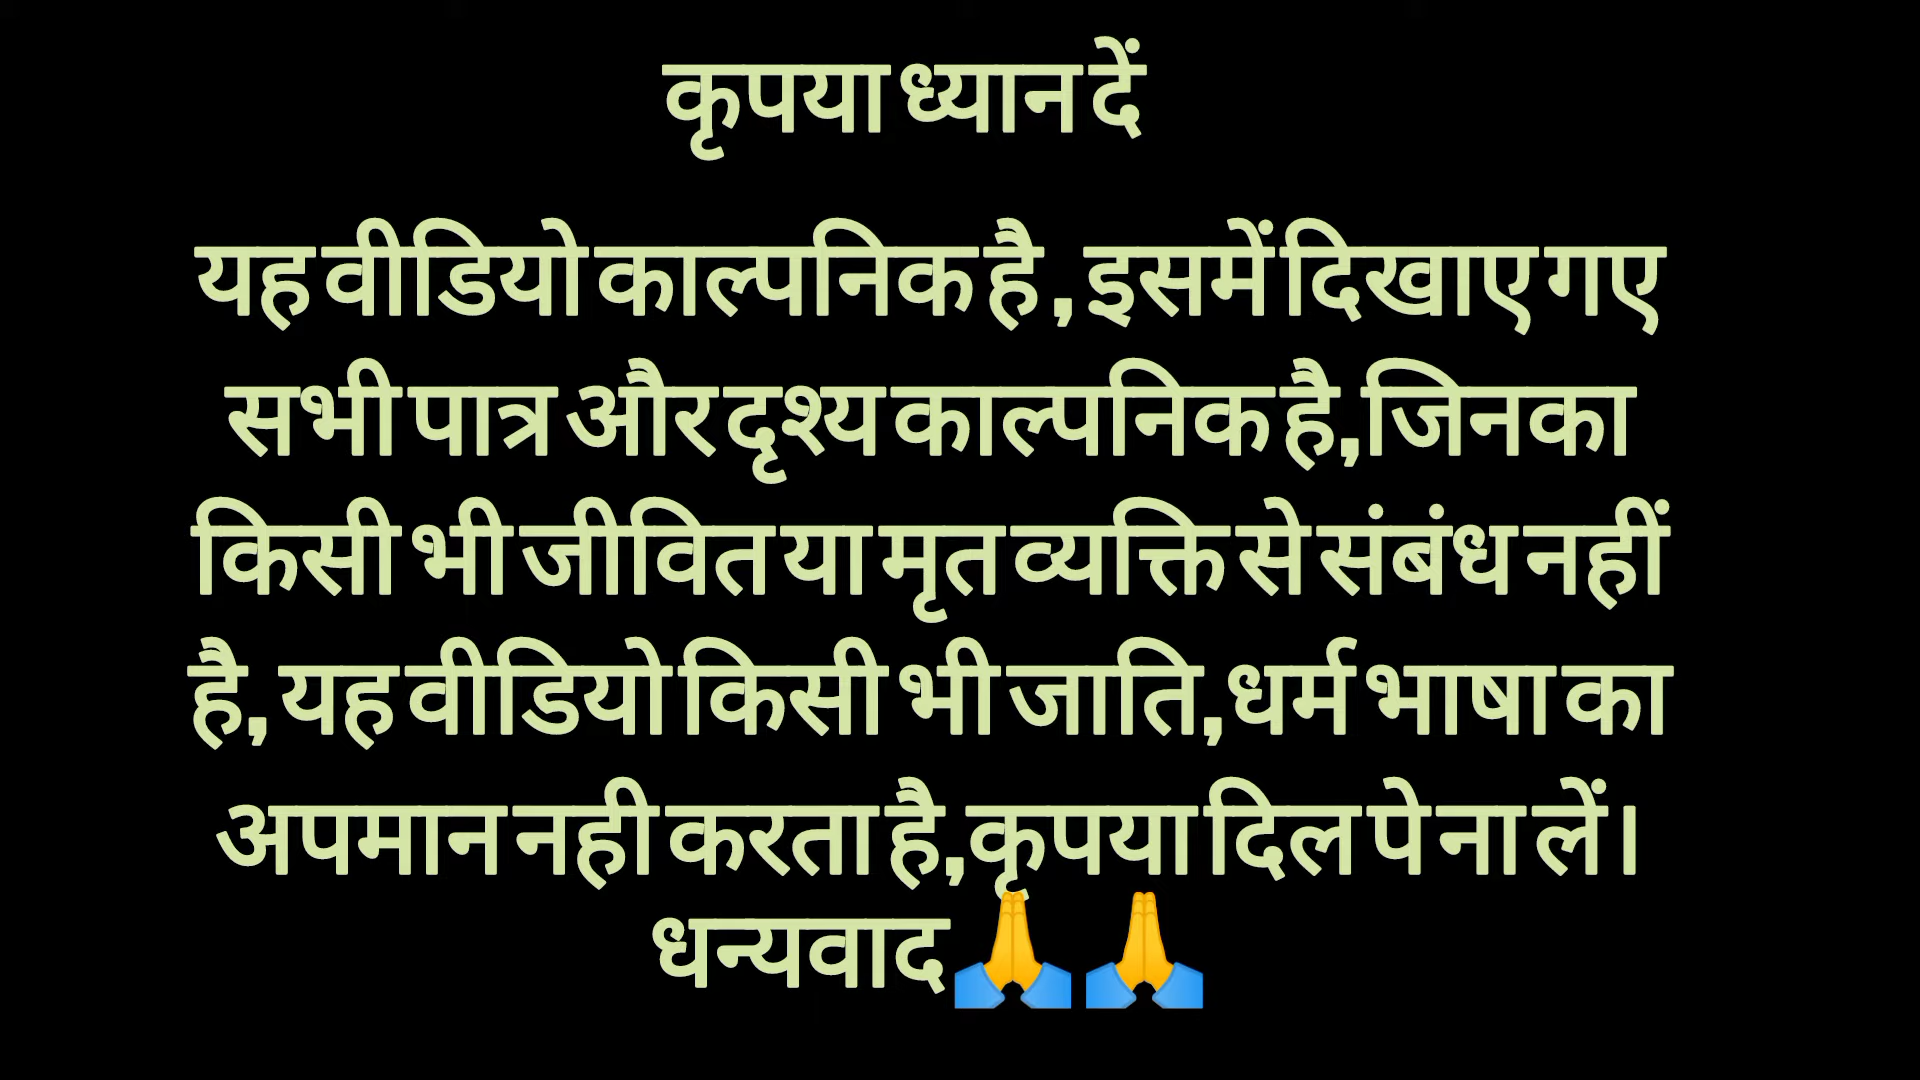 कृपया ध्यान दें
यह वीडियो काल्पनिक है , इसमें दिखाए गए
सभी पात्र और दृश्य काल्पनिक है,जिनका
किसी भी जीवित या मृत व्यक्ति से संबंध नहीं
है, यह वीडियो किसी भी जाति,धर्म भाषा का
अपमान नही करता है,कृपया दिल पे ना लें।
धन्यवाद🙏 🙏